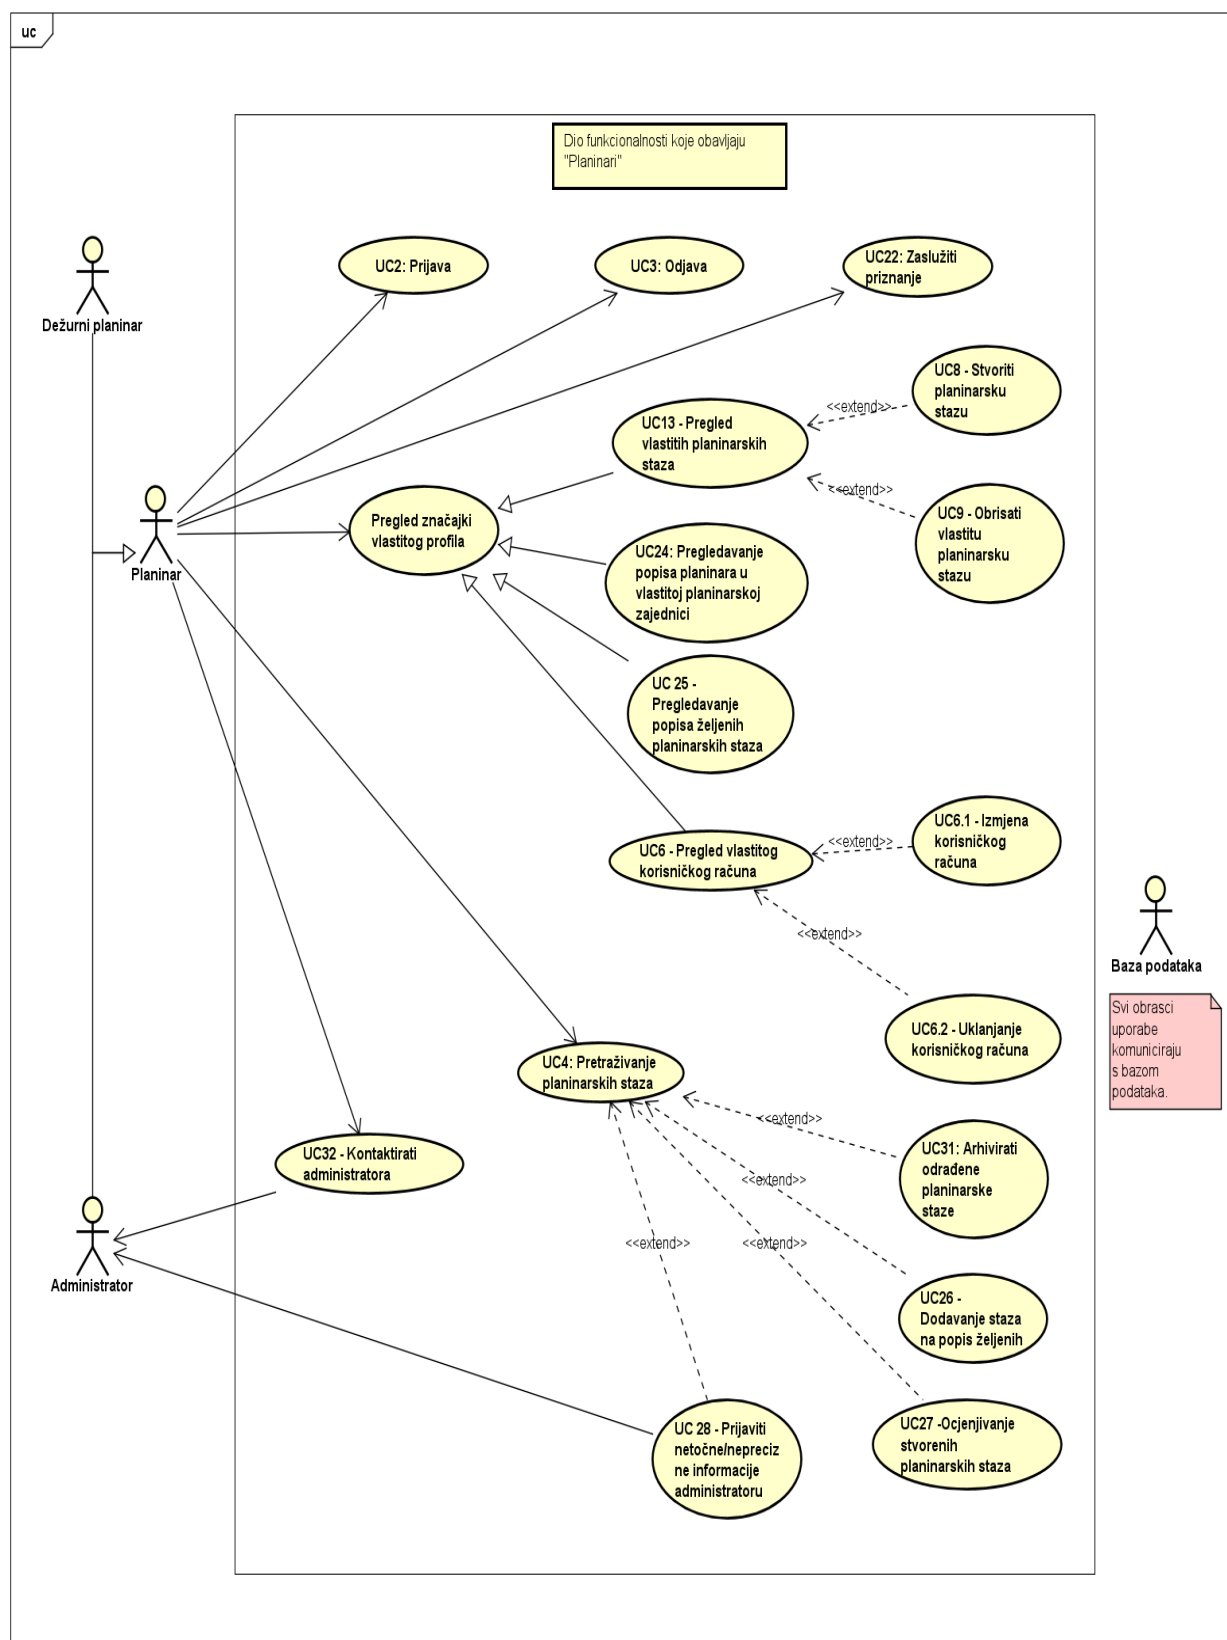 uc
Dio funkcionalnosti koje obavljaju
"Planinari"
UC2: Prijava
UC3: Odjava
UC22: Zaslužiti
priznanje
Dežurni planinar
UC8 - Stvoriti
planinarsku
stazu
<<extend>>
UC13 - Pregled
vlastitih planinarskih
staza
<<extend>>
UC9 - Obrisati
vlastitu
planinarsku
stazu
Pregled značajki
vlastitog profila
Planinar
UC24: Pregledavanje
popisa planinara u
vlastitoj planinarskoj
zajednici
UC 25 -
Pregledavanje
popisa željenih
planinarskih staza
UC6.1 - Izmjena
korisničkog
računa
<<extend>>
UC6 - Pregled vlastitog
korisničkog računa
<<extend>>
Baza podataka
Svi obrasci
uporabe
komuniciraju
s bazom
podataka.
UC6.2 - Uklanjanje
korisničkog računa
UC4: Pretraživanje
planinarskih staza
<<extend>>
UC31: Arhivirati
odrađene
planinarske
staze
UC32 - Kontaktirati
administratora
<<extend>>
<<extend>>
<<extend>>
Administrator
UC26 -
Dodavanje staza
na popis željenih
UC27 -Ocjenjivanje
stvorenih
planinarskih staza
UC 28 - Prijaviti
netočne/nepreciz
ne informacije
administratoru